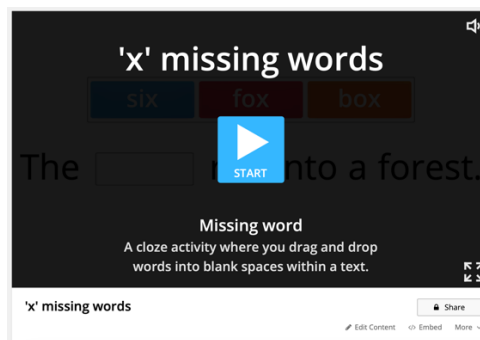 'x' missing words
six fox box
The into a forest.
START
Missing word
A cloze activity where you drag and drop
words into blank spaces within a text.
'x' missing words
Share
Edit Content Embed More